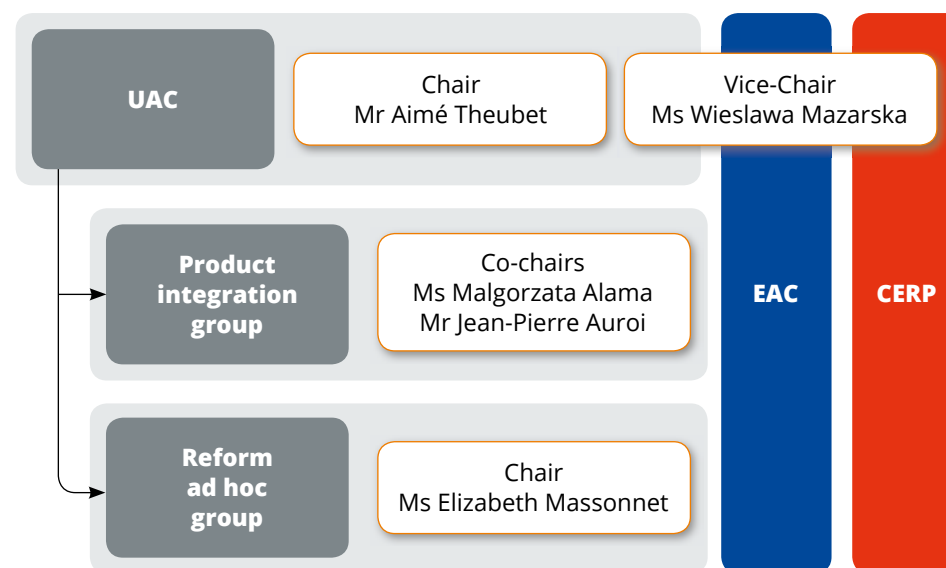 UAC
Chair
Mr Aimé Theubet
Vice-Chair
Ms Wieslawa Mazarska
Product
integration
group
Co-chairs
Ms Malgorzata Alama
Mr Jean-Pierre Auroi
EAC
CERP
Reform
ad hoc
group
Chair
Ms Elizabeth Massonnet